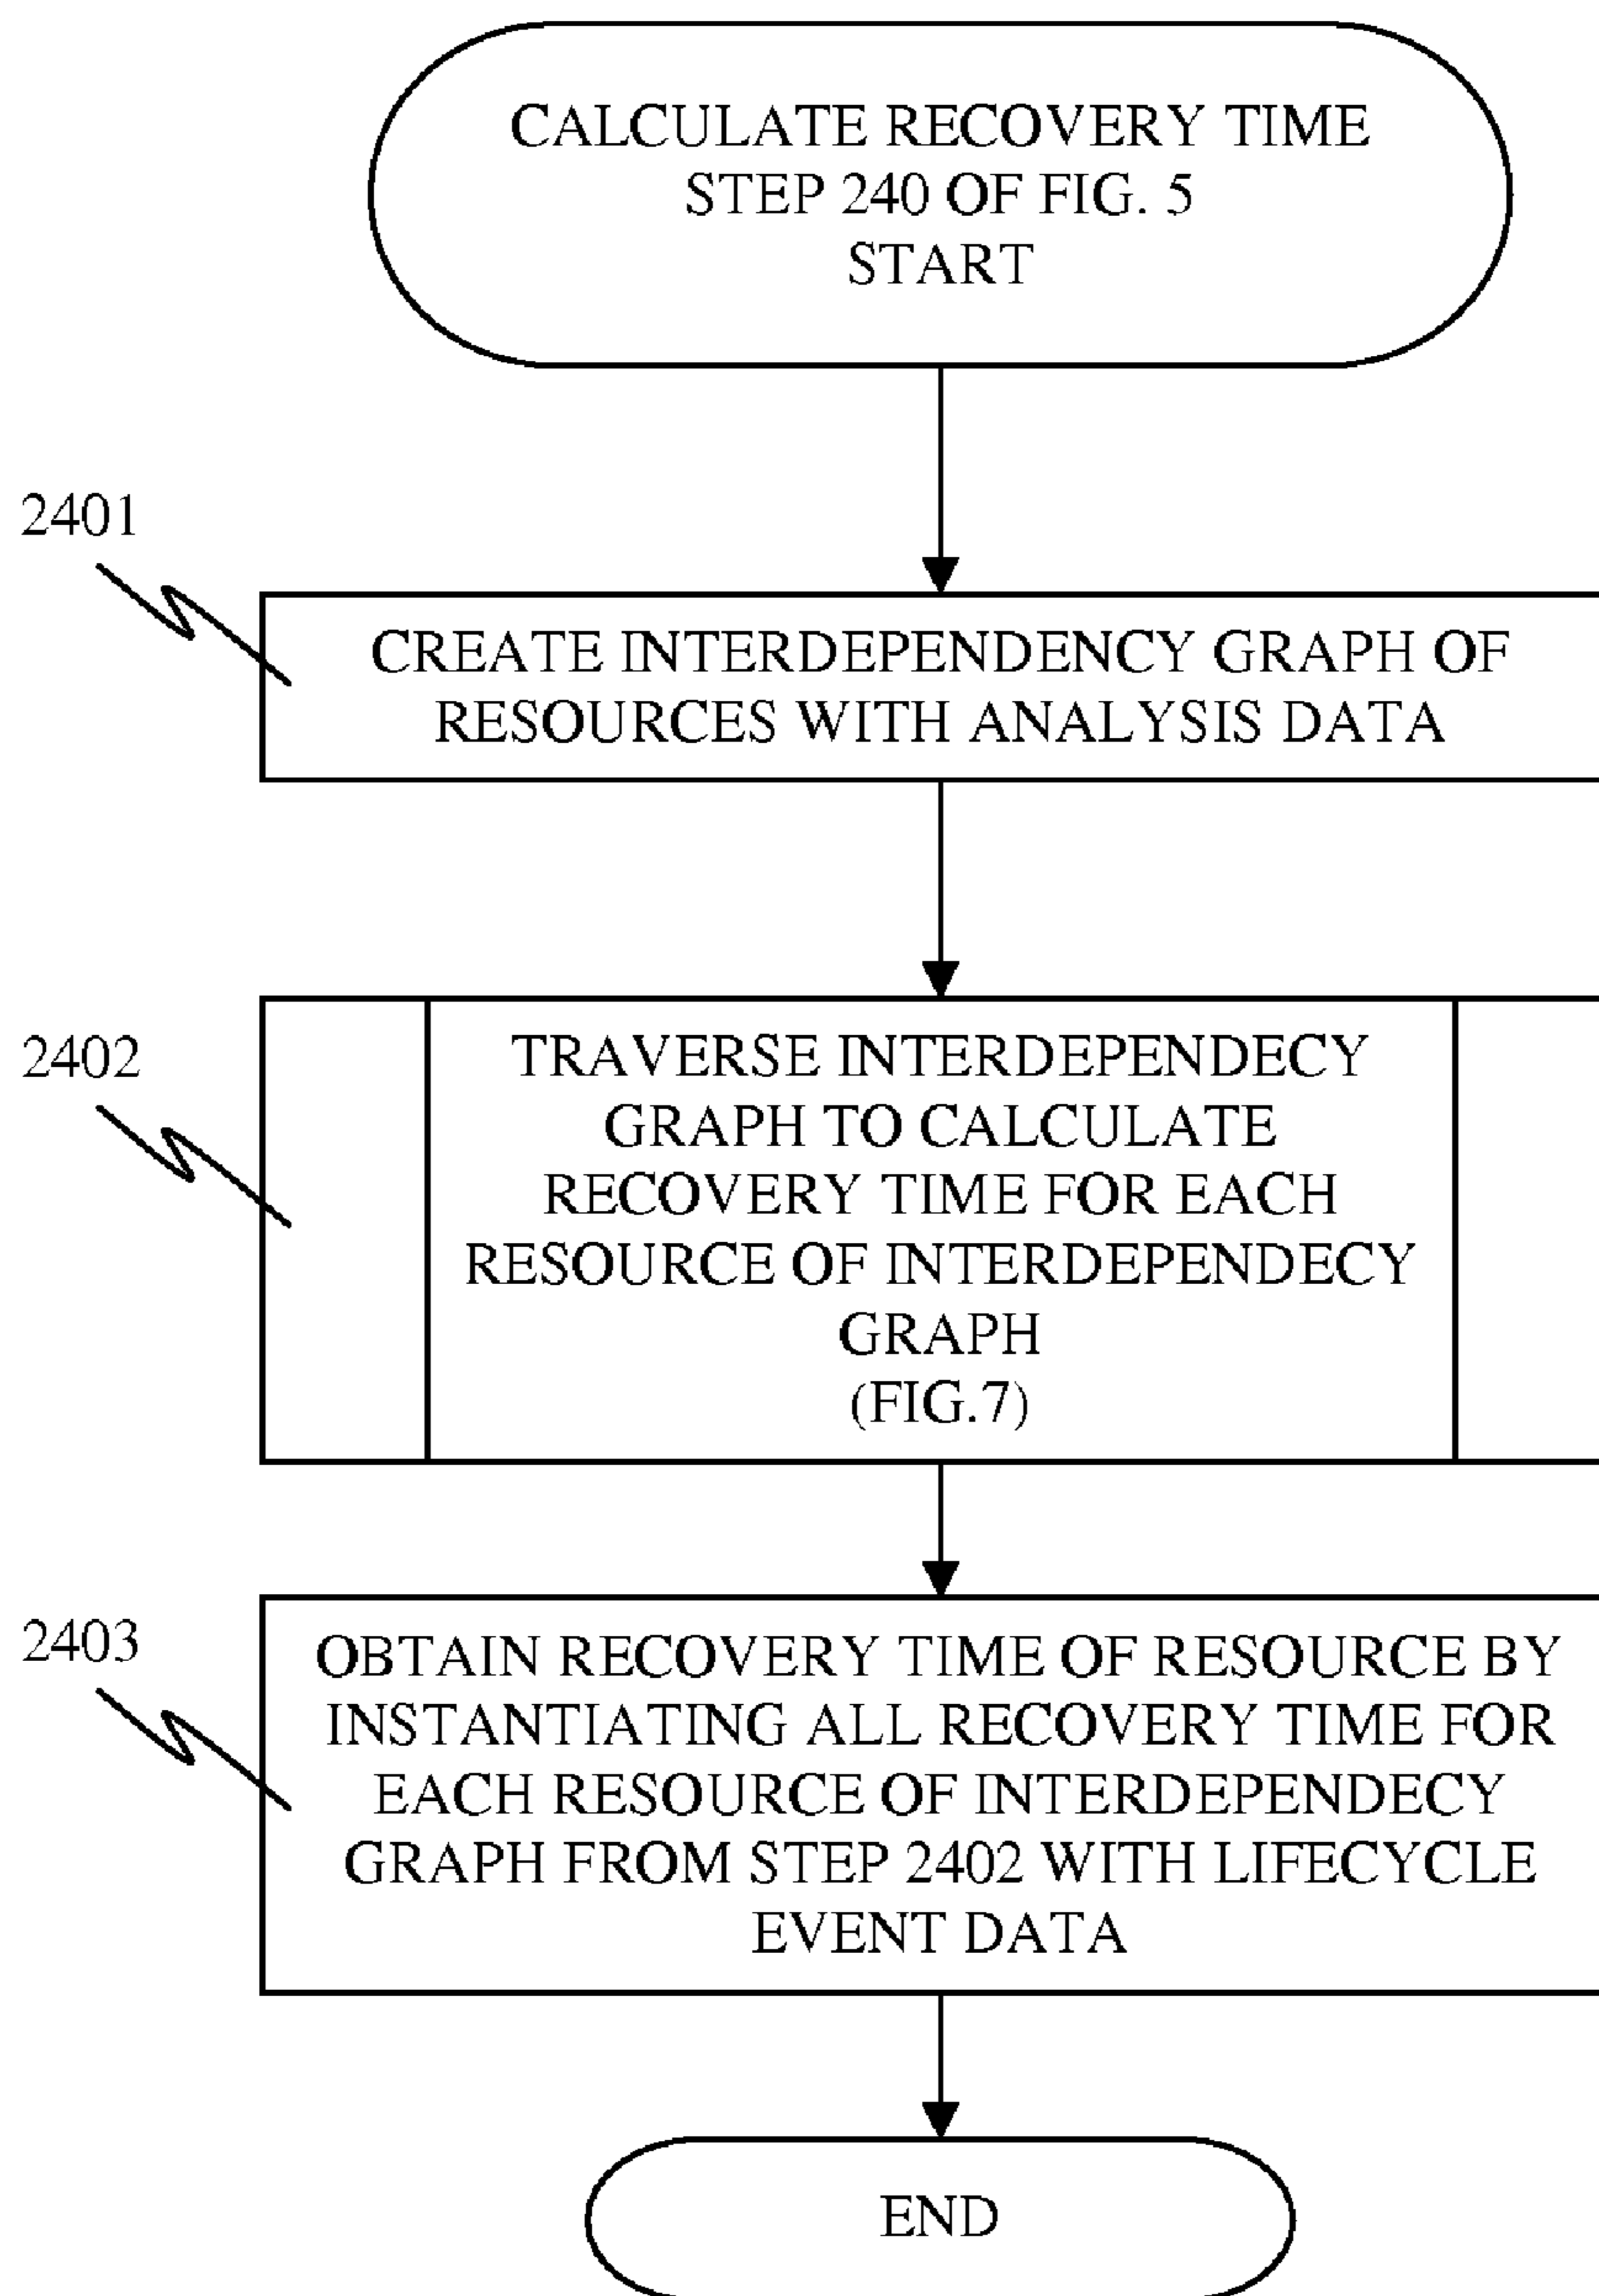 CALCULATE RECOVERY TIME
STEP 240 OF FIG. 5
START
2401
CREATE INTERDEPENDENCY GRAPH OF
RESOURCES WITH ANALYSIS DATA
2402
TRAVERSE INTERDEPENDECY
GRAPH TO CALCULATE
RECOVERY TIME FOR EACH
RESOURCE OF INTERDEPENDECY
GRAPH
(FIG.7)
2403
OBTAIN RECOVERY TIME OF RESOURCE BY
INSTANTIATING ALL RECOVERY TIME FOR
EACH RESOURCE OF INTERDEPENDECY
GRAPH FROM STEP 2402 WITH LIFECYCLE
EVENT DATA
END